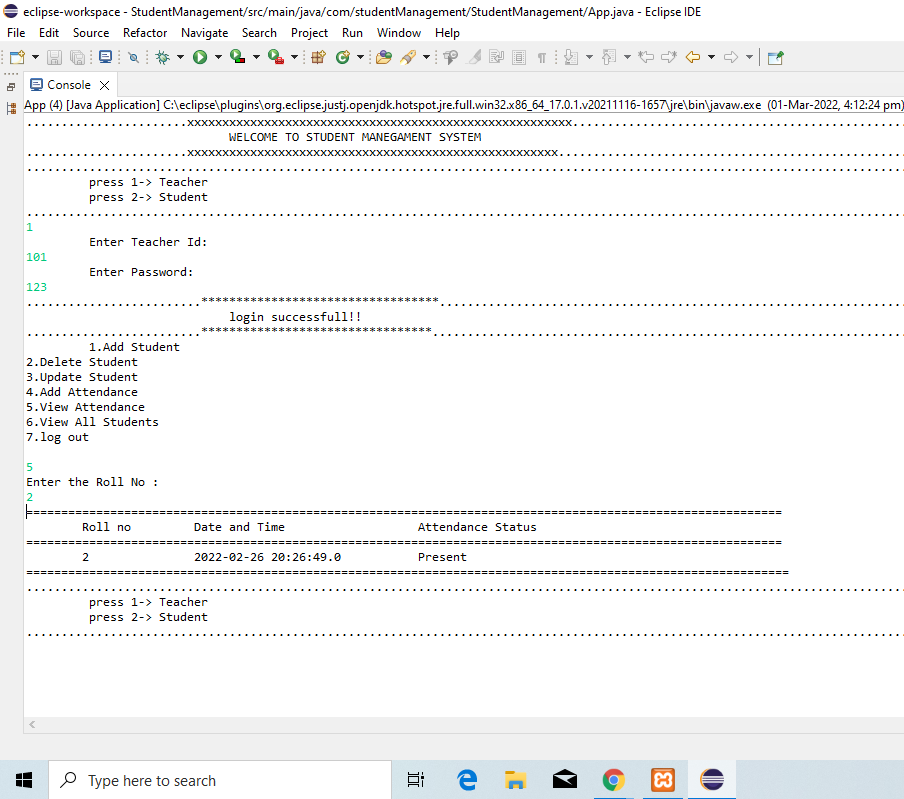 eclipse-workspace - StudentManagement/src/main/java/com/studentManagement/StudentManagement/App.java - Eclipse IDE
File Edit Source Refactor Navigate Search Project Run Window Help
Console
App (4) [Java Application] C:\eclipse\plugins\org.eclipse.justj.openjdk.hotspot.jre.full.win32.x86_64_17.0.1.v20211116-1657\jre\bin\javaw.exe (01-Mar-2022, 4:12:24 pm)
.......................xxxxxxxxxxxxxxxxxxxxxxxxxxxxxxxxxxxxxxxxxxxxxxxxxxxxxxx................................................
WELCOME TO STUDENT MANEGAMENT SYSTEM
.......................xxxxxxxxxxxxxxxxxxxxxxxxxxxxxxxxxxxxxxxxxxxxxxxxxxxxx..................................................
.............................................................................................................................
press 1-> Teacher
press 2-> Student
.............................................................................................................................
1
Enter Teacher Id:
101
Enter Password:
123
.........................**********************************..................................................................
login successfull!!
.........................*********************************...................................................................
1.Add Student
2.Delete Student
3.Update Student
4.Add Attendance
5.View Attendance
6.View All Students
7.log out
5
Enter the Roll No :
2
============================================================================================================
Roll no Date and Time Attendance Status
============================================================================================================
2 2022-02-26 20:26:49.0 Present
=============================================================================================================
.............................................................................................................................
press 1-> Teacher
press 2-> Student
.............................................................................................................................
Type here to search